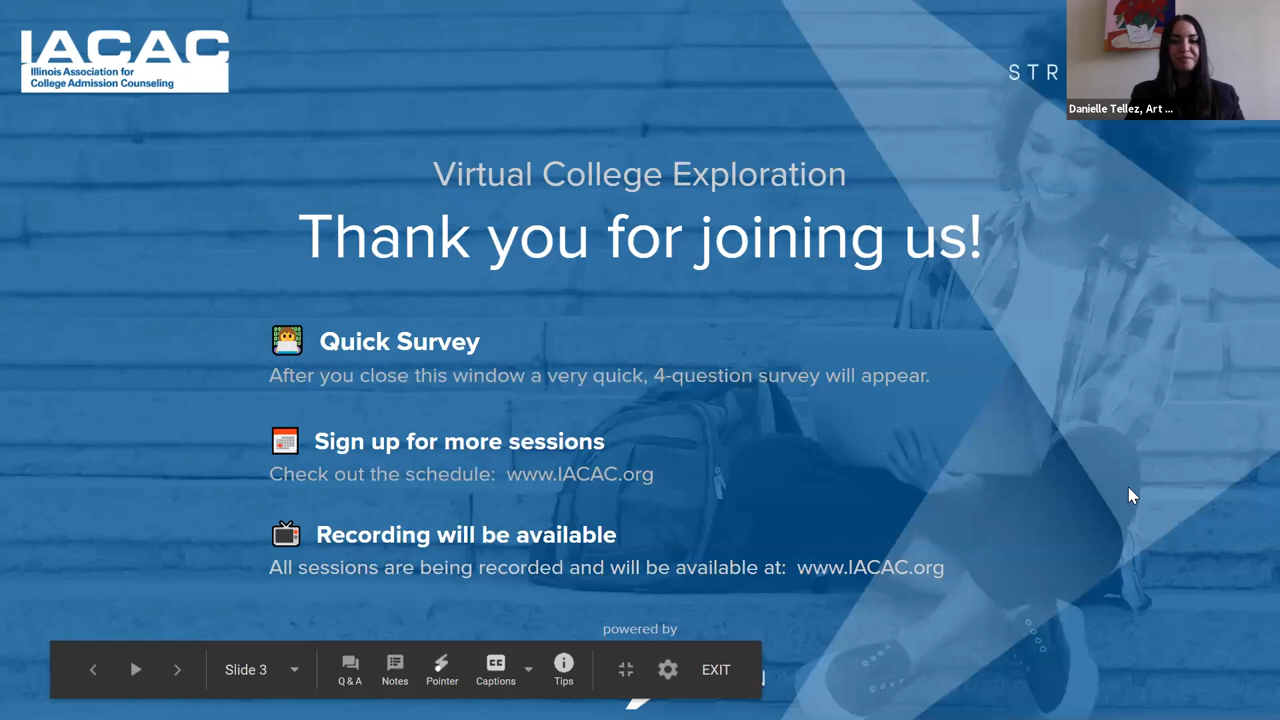 IACAC
Illinois Association for
College Admission Counseling
STR
Danielle Tellez, Art ...
Virtual College Exploration
Thank you for joining us!
Quick Survey
After you close this window a very quick, 4-question survey will appear.
Sign up for more sessions
Check out the schedule: www.IACAC.org
Recording will be available
All sessions are being recorded and will be available at: www.IACAC.org
powered by
Slide 3
Q & A
Notes
Pointer
CC
Captions
Tips
EXIT